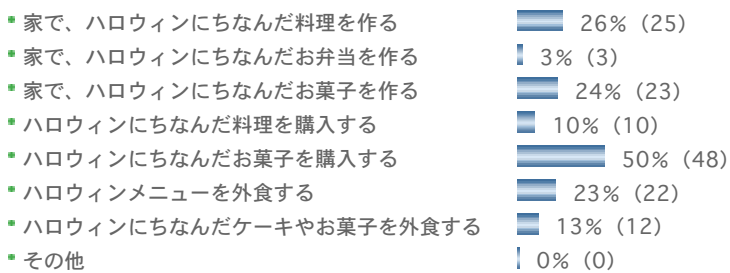 家で、ハロウィンにちなんだ料理を作る 26% (25)
家で、ハロウィンにちなんだお弁当を作る 3% (3)
家で、ハロウィンにちなんだお菓子を作る 24% (23)
ハロウィンにちなんだ料理を購入する 10% (10)
ハロウィンにちなんだお菓子を購入する 50% (48)
ハロウィンメニューを外食する 23% (22)
ハロウィンにちなんだケーキやお菓子を外食する 13% (12)
その他 0% (0)